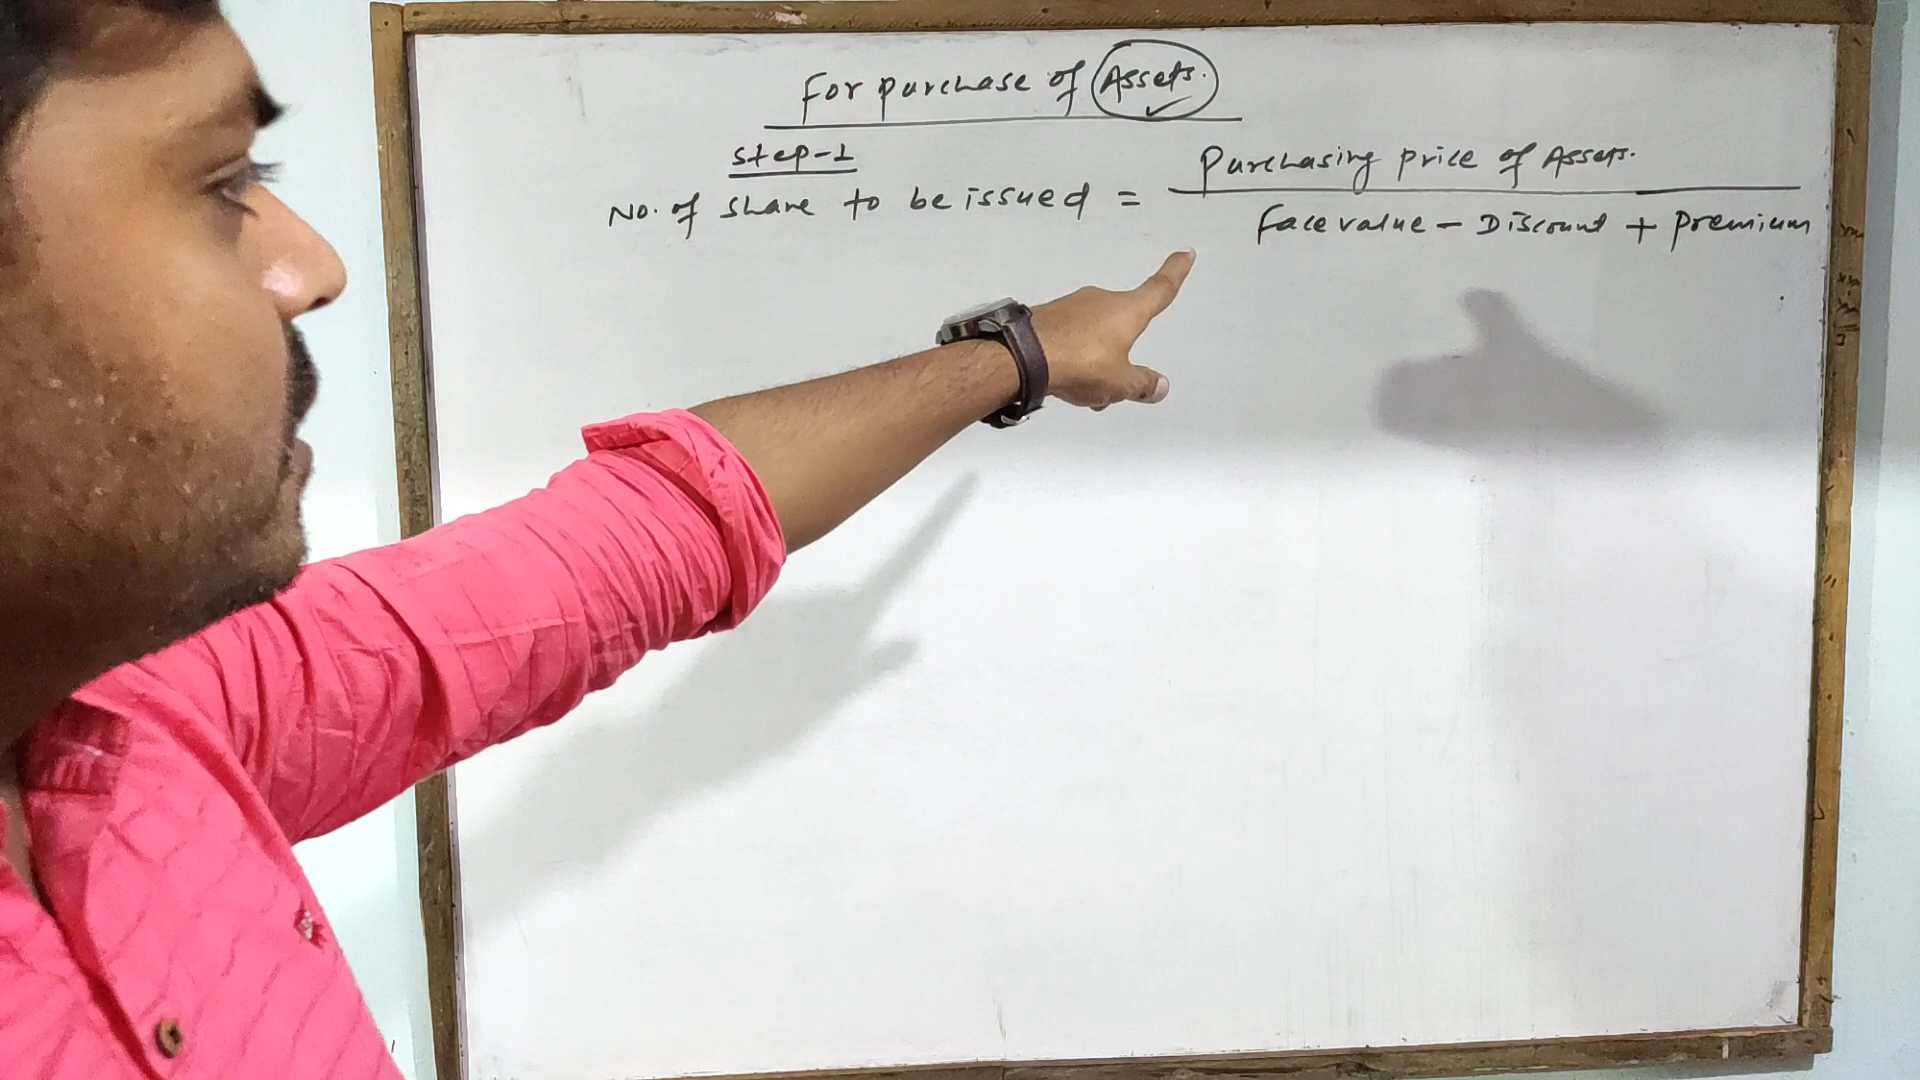 For purchase of Assets.
Step-1
No. of share to be issued = Purchasing price of Assets.
Face value - Discount + Premium